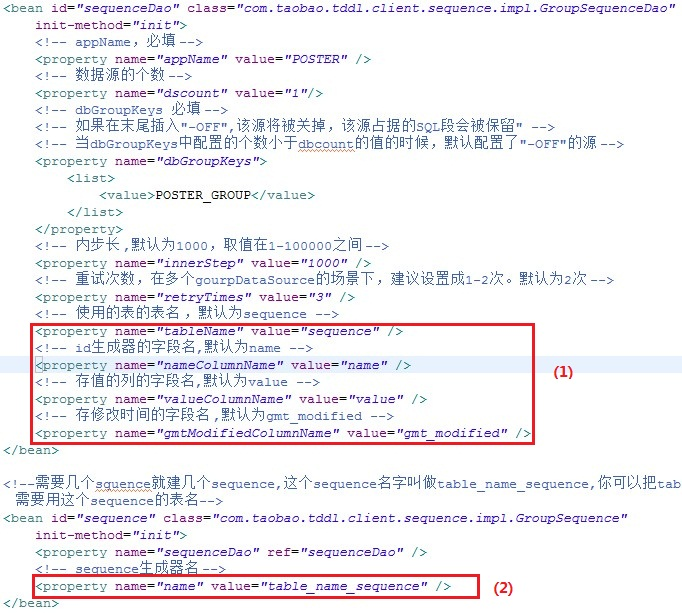 <bean id="sequenceDao" class="com.taobao.tddl.client.sequence.impl.GroupSequenceDao"
init-method="init">
<!-- appName，必填-->
<property name="appName" value="POSTER" />
<!-- 数据源的个数-->
<property name="dscount" value="1"/>
<!-- dbGroupKeys 必填-->
<!-- 如果在末尾插入"-OFF",该源将被关掉，该源占据的SQL段会被保留" -->
<!-- 当dbGroupKeys中配置的个数小于dbcount的值的时候，默认配置了"-OFF"的源-->
<property name="dbGroupKeys">
<list>
<value>POSTER_GROUP</value>
</list>
</property>
<!-- 内步长 ,默认为1000，取值在1-100000之间-->
<property name="innerStep" value="1000" />
<!-- 重试次数，在多个gourpDataSource的场景下，建议设置成1-2次。默认为2次-->
<property name="retryTimes" value="3" />
<!-- 使用的表的表名 ，默认为sequence -->
<property name="tableName" value="sequence" />
<!-- id生成器的字段名,默认为name -->
<property name="nameColumnName" value="name" />
(1)
<!-- 存值的列的字段名,默认为value -->
<property name="valueColumnName" value="value" />
<!-- 存修改时间的字段名 ,默认为gmt_modified -->
<property name="gmtModifiedColumnName" value="gmt_modified" />
</bean>
<!--需要几个squence就建几个sequence,这个sequence名字叫做table_name_sequence,你可以把tab
需要用这个sequence的表名-->
<bean id="sequence" class="com.taobao.tddl.client.sequence.impl.GroupSequence"
init-method="init">
<property name="sequenceDao" ref="sequenceDao" />
<!-- sequence生成器名-->
<property name="name" value="table_name_sequence" />
(2)
</bean>